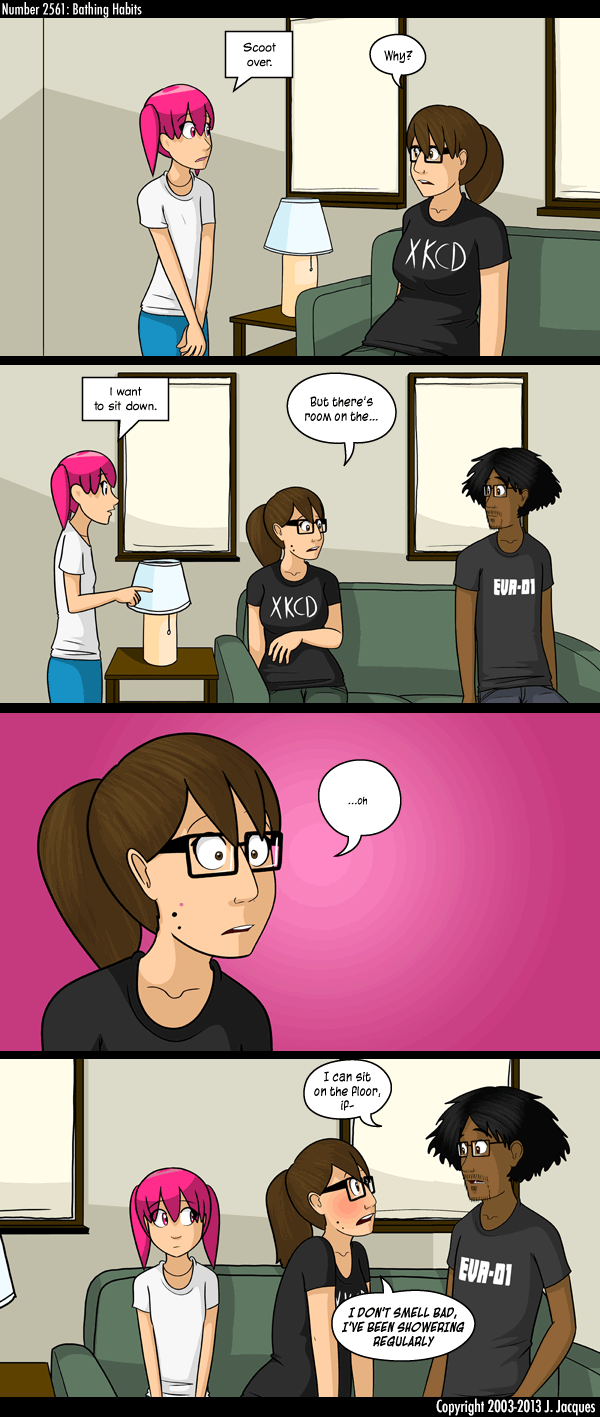 Number 2561: Bathing Habits
Scoot
over.
Why?
XKCD
I want
to sit down.
But there's
room on the...
XKCD
EVA-01
...oh
I can sit
on the floor,
if-
XKCD
EVA-01
I DON'T SMELL BAD,
I'VE BEEN SHOWERING
REGULARLY
Copyright 2003-2013 J. Jacques